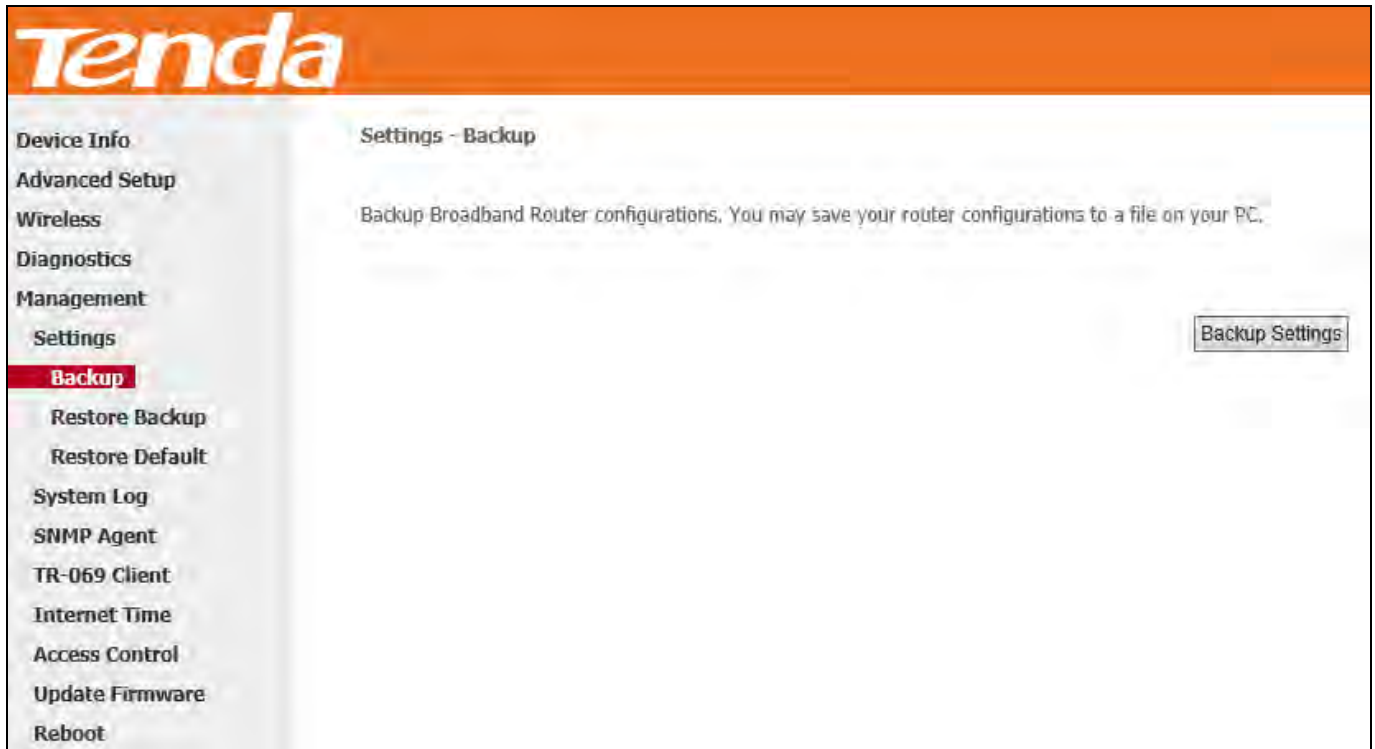 Tenda
Device Info
Advanced Setup
Wireless
Diagnostics
Management
Settings
Backup
Restore Backup
Restore Default
System Log
SNMP Agent
TR-069 Client
Internet Time
Access Control
Update Firmware
Reboot
Settings - Backup
Backup Broadband Router configurations. You may save your router configurations to a file on your PC.
Backup Settings